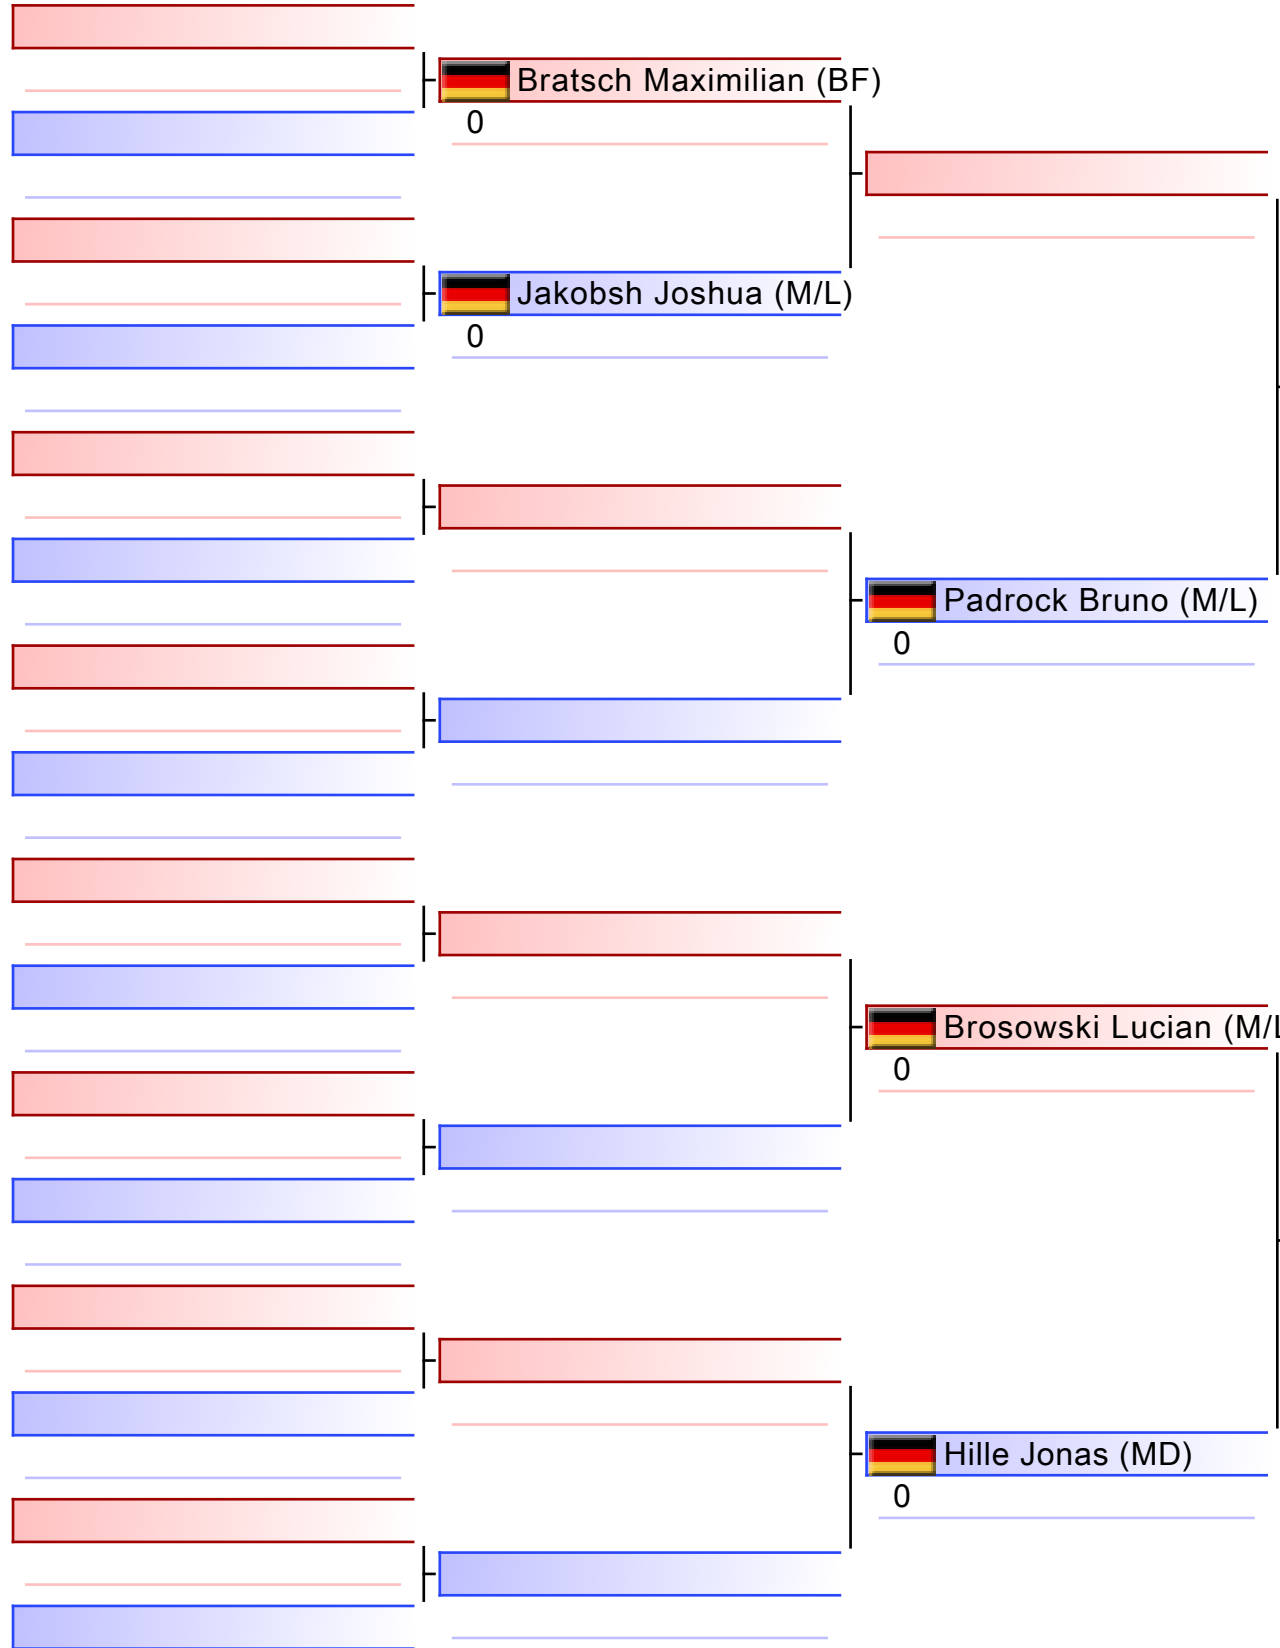 Bratsch Maximilian (BF)
0
Jakobsh Joshua (M/L)
0
Padrock Bruno (M/L)
0
Brosowski Lucian (M/L
0
Hille Jonas (MD)
0